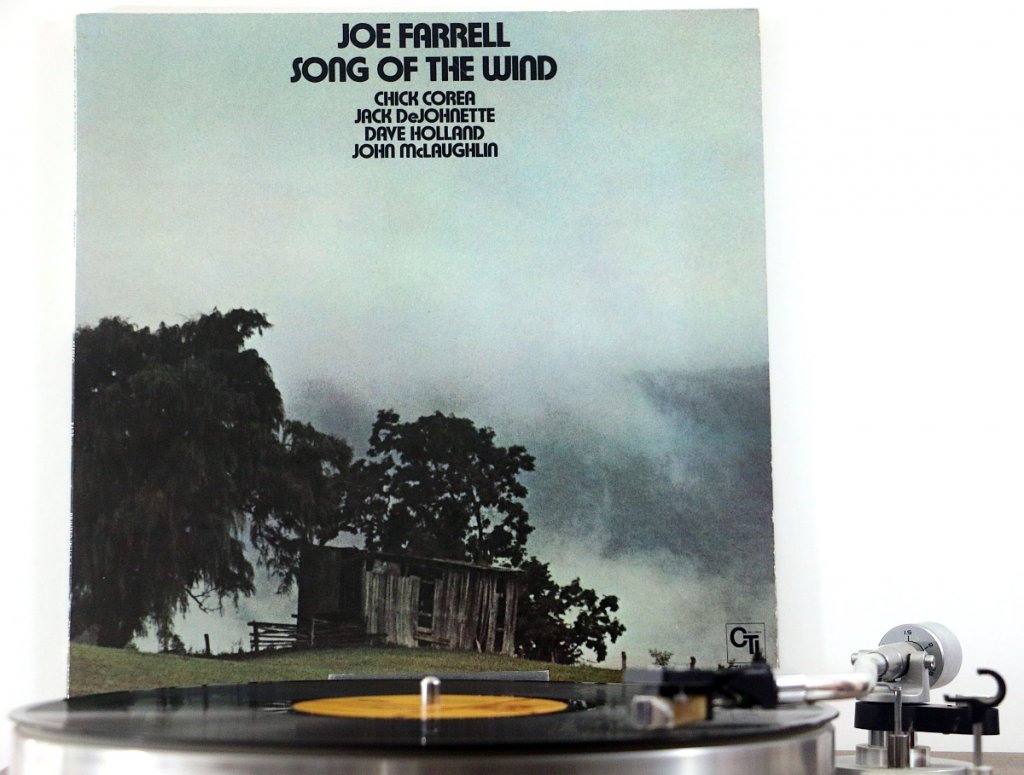 JOE FARRELL
SONG OF THE WIND
CHICK COREA
JACK DeJOHNETTE
DAVE HOLLAND
JOHN McLAUGHLIN
CTI